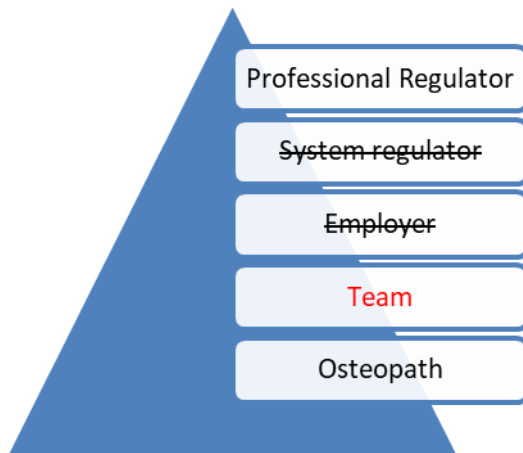 Professional Regulator
System regulator
Employer
Team
Osteopath